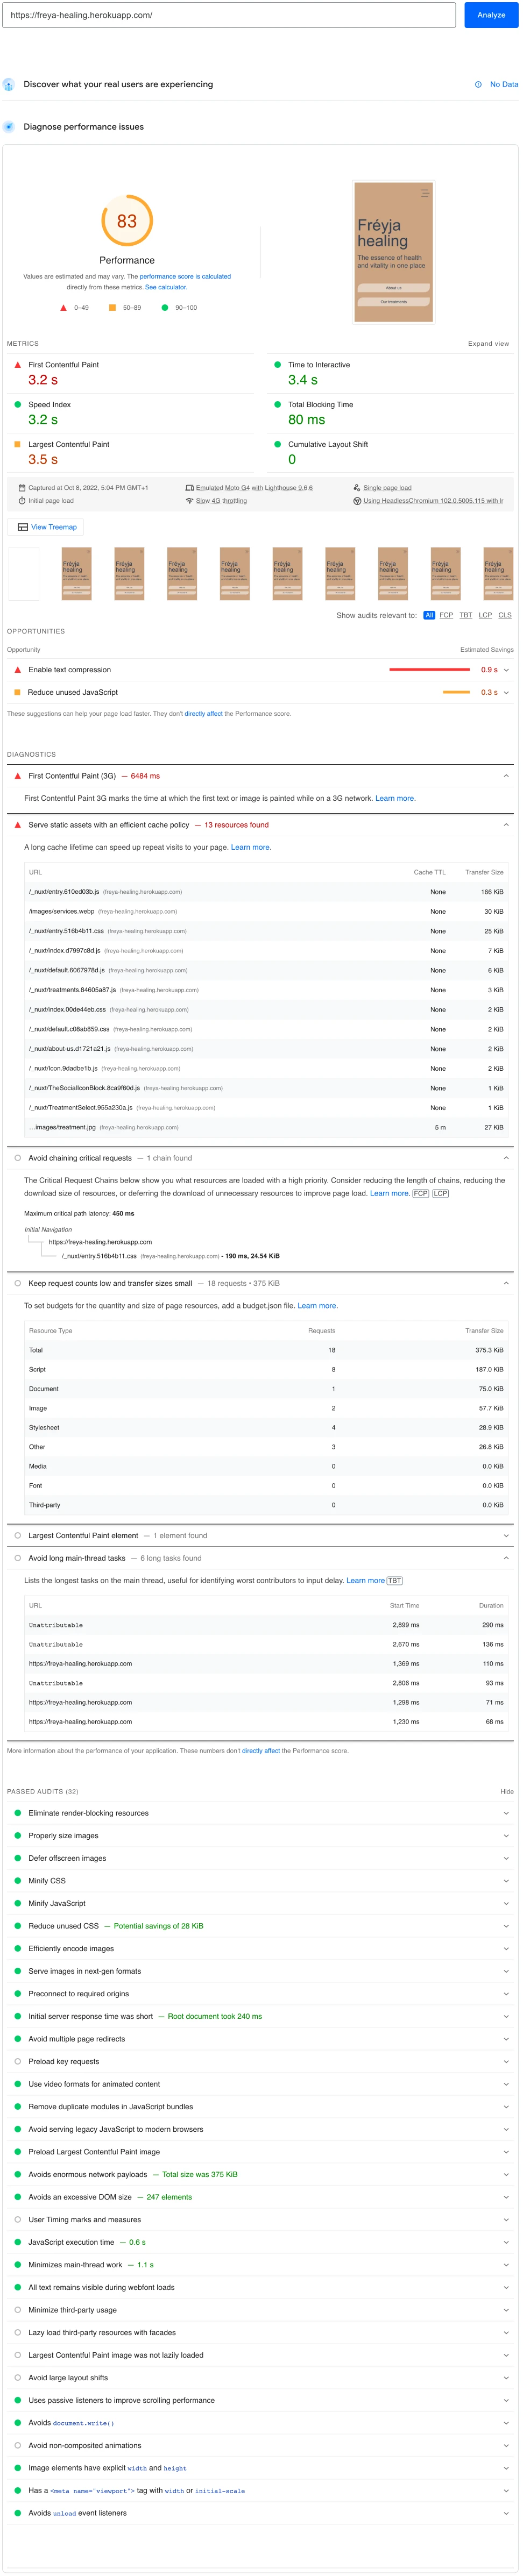 https://freya-healing.herokuapp.com/
Analyze
Discover what your real users are experiencing
No Data
Diagnose performance issues
83
Performance
Values are estimated and may vary. The performance score is calculated
directly from these metrics. See calculator.
0–49
50–89
90–100
Fréyja
healing
The essence of health
and vitality in one place
About us
Our treatments
METRICS
Expand view
First Contentful Paint
3.2 s
Time to Interactive
3.4 s
Speed Index
3.2 s
Total Blocking Time
80 ms
Largest Contentful Paint
3.5 s
Cumulative Layout Shift
0
Captured at Oct 8, 2022, 5:04 PM GMT+1
Emulated Moto G4 with Lighthouse 9.6.6
Single page load
Initial page load
Slow 4G throttling
Using HeadlessChromium 102.0.5005.115 with lr
View Treemap
Show audits relevant to: All FCP TBT LCP CLS
OPPORTUNITIES
Opportunity Estimated Savings
Enable text compression 0.9 s
Reduce unused JavaScript 0.3 s
These suggestions can help your page load faster. They don't directly affect the Performance score.
DIAGNOSTICS
First Contentful Paint (3G) — 6484 ms
First Contentful Paint 3G marks the time at which the first text or image is painted while on a 3G network. Learn more.
Serve static assets with an efficient cache policy — 13 resources found
A long cache lifetime can speed up repeat visits to your page. Learn more.
URL Cache TTL Transfer Size
/_nuxt/entry.610ed03b.js (freya-healing.herokuapp.com) None 166 KiB
/images/services.webp (freya-healing.herokuapp.com) None 30 KiB
/_nuxt/entry.516b4b11.css (freya-healing.herokuapp.com) None 25 KiB
/_nuxt/index.d7997c8d.js (freya-healing.herokuapp.com) None 7 KiB
/_nuxt/default.6067978d.js (freya-healing.herokuapp.com) None 6 KiB
/_nuxt/treatments.84605a87.js (freya-healing.herokuapp.com) None 3 KiB
/_nuxt/index.00de44eb.css (freya-healing.herokuapp.com) None 2 KiB
/_nuxt/default.c08ab859.css (freya-healing.herokuapp.com) None 2 KiB
/_nuxt/about-us.d1721a21.js (freya-healing.herokuapp.com) None 2 KiB
/_nuxt/Icon.9dadbe1b.js (freya-healing.herokuapp.com) None 2 KiB
/_nuxt/TheSocialIconBlock.8ca9f60d.js (freya-healing.herokuapp.com) None 1 KiB
/_nuxt/TreatmentSelect.955a230a.js (freya-healing.herokuapp.com) None 1 KiB
…images/treatment.jpg (freya-healing.herokuapp.com) 5 m 27 KiB
Avoid chaining critical requests — 1 chain found
The Critical Request Chains below show you what resources are loaded with a high priority. Consider reducing the length of chains, reducing the
download size of resources, or deferring the download of unnecessary resources to improve page load. Learn more. FCP LCP
Maximum critical path latency: 450 ms
Initial Navigation
https://freya-healing.herokuapp.com
/_nuxt/entry.516b4b11.css (freya-healing.herokuapp.com) - 190 ms, 24.54 KiB
Keep request counts low and transfer sizes small — 18 requests • 375 KiB
To set budgets for the quantity and size of page resources, add a budget.json file. Learn more.
Resource Type Requests Transfer Size
Total 18 375.3 KiB
Script 8 187.0 KiB
Document 1 75.0 KiB
Image 2 57.7 KiB
Stylesheet 4 28.9 KiB
Other 3 26.8 KiB
Media 0 0.0 KiB
Font 0 0.0 KiB
Third-party 0 0.0 KiB
Largest Contentful Paint element — 1 element found
Avoid long main-thread tasks — 6 long tasks found
Lists the longest tasks on the main thread, useful for identifying worst contributors to input delay. Learn more TBT
URL Start Time Duration
Unattributable 2,899 ms 290 ms
Unattributable 2,670 ms 136 ms
https://freya-healing.herokuapp.com 1,369 ms 110 ms
Unattributable 2,806 ms 93 ms
https://freya-healing.herokuapp.com 1,298 ms 71 ms
https://freya-healing.herokuapp.com 1,230 ms 68 ms
More information about the performance of your application. These numbers don't directly affect the Performance score.
PASSED AUDITS (32) Hide
Eliminate render-blocking resources
Properly size images
Defer offscreen images
Minify CSS
Minify JavaScript
Reduce unused CSS — Potential savings of 28 KiB
Efficiently encode images
Serve images in next-gen formats
Preconnect to required origins
Initial server response time was short — Root document took 240 ms
Avoid multiple page redirects
Preload key requests
Use video formats for animated content
Remove duplicate modules in JavaScript bundles
Avoid serving legacy JavaScript to modern browsers
Preload Largest Contentful Paint image
Avoids enormous network payloads — Total size was 375 KiB
Avoids an excessive DOM size — 247 elements
User Timing marks and measures
JavaScript execution time — 0.6 s
Minimizes main-thread work — 1.1 s
All text remains visible during webfont loads
Minimize third-party usage
Lazy load third-party resources with facades
Largest Contentful Paint image was not lazily loaded
Avoid large layout shifts
Uses passive listeners to improve scrolling performance
Avoids document.write()
Avoid non-composited animations
Image elements have explicit width and height
Has a <meta name="viewport"> tag with width or initial-scale
Avoids unload event listeners